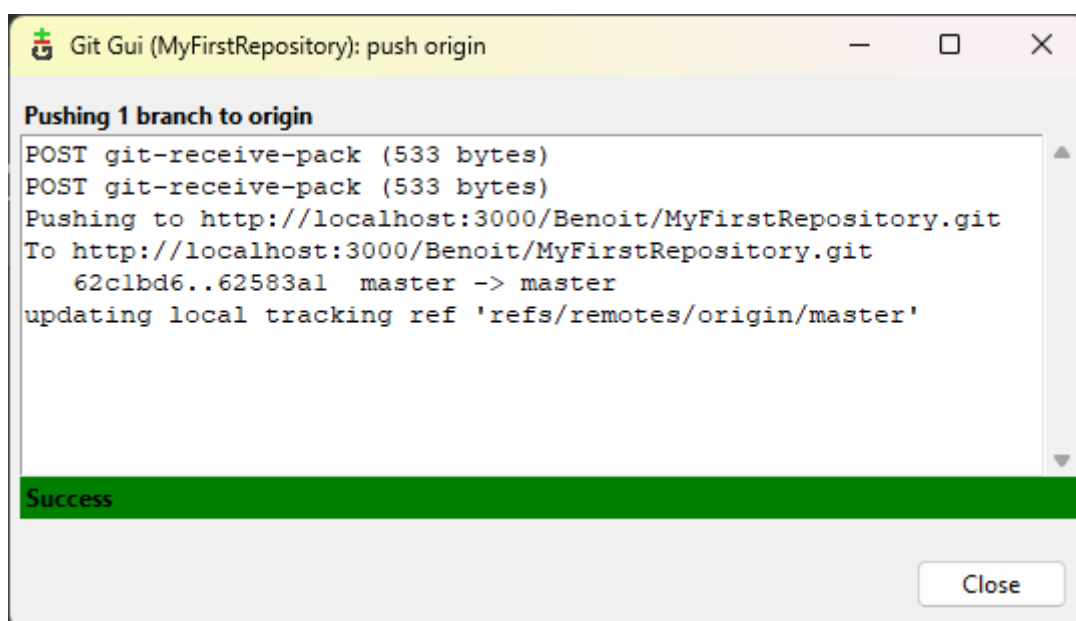 Git Gui (MyFirstRepository): push origin
Pushing 1 branch to origin
POST git-receive-pack (533 bytes)
POST git-receive-pack (533 bytes)
Pushing to http://localhost:3000/Benoit/MyFirstRepository.git
To http://localhost:3000/Benoit/MyFirstRepository.git
62c1bd6..62583a1 master -> master
updating local tracking ref 'refs/remotes/origin/master'
Success
Close